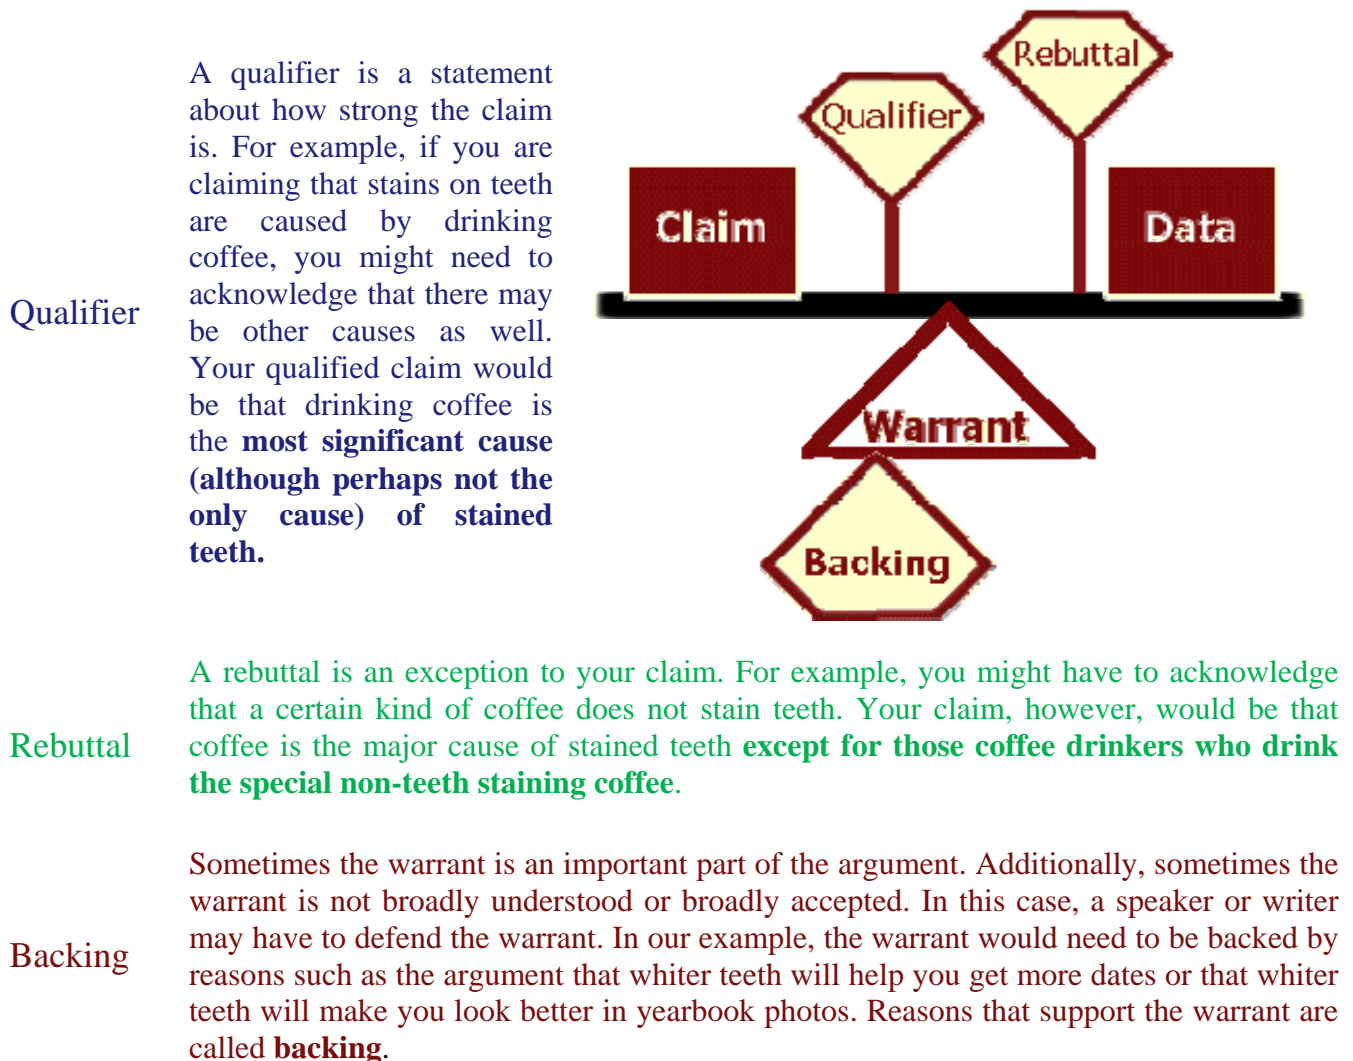 Qualifier
A qualifier is a statement
about how strong the claim
is. For example, if you are
claiming that stains on teeth
are caused by drinking
coffee, you might need to
acknowledge that there may
be other causes as well.
Your qualified claim would
be that drinking coffee is
the most significant cause
(although perhaps not the
only cause) of stained
teeth.
Rebuttal
Qualifier
Claim
Data
Warrant
Backing
Rebuttal
A rebuttal is an exception to your claim. For example, you might have to acknowledge
that a certain kind of coffee does not stain teeth. Your claim, however, would be that
coffee is the major cause of stained teeth except for those coffee drinkers who drink
the special non-teeth staining coffee.
Backing
Sometimes the warrant is an important part of the argument. Additionally, sometimes the
warrant is not broadly understood or broadly accepted. In this case, a speaker or writer
may have to defend the warrant. In our example, the warrant would need to be backed by
reasons such as the argument that whiter teeth will help you get more dates or that whiter
teeth will make you look better in yearbook photos. Reasons that support the warrant are
called backing.